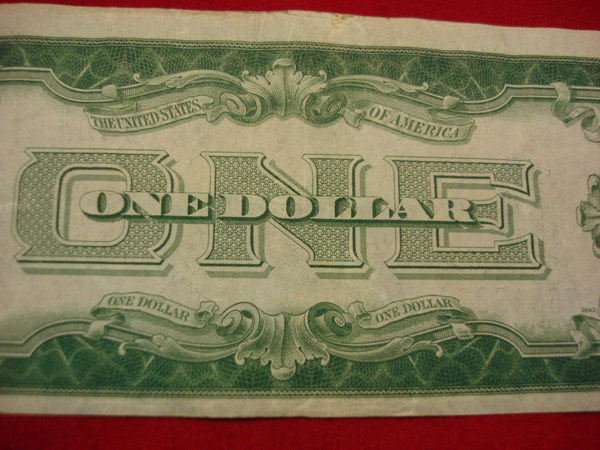 THE UNITED STATES
OF AMERICA
ONE
ONE DOLLAR
ONE DOLLAR
ONE DOLLAR